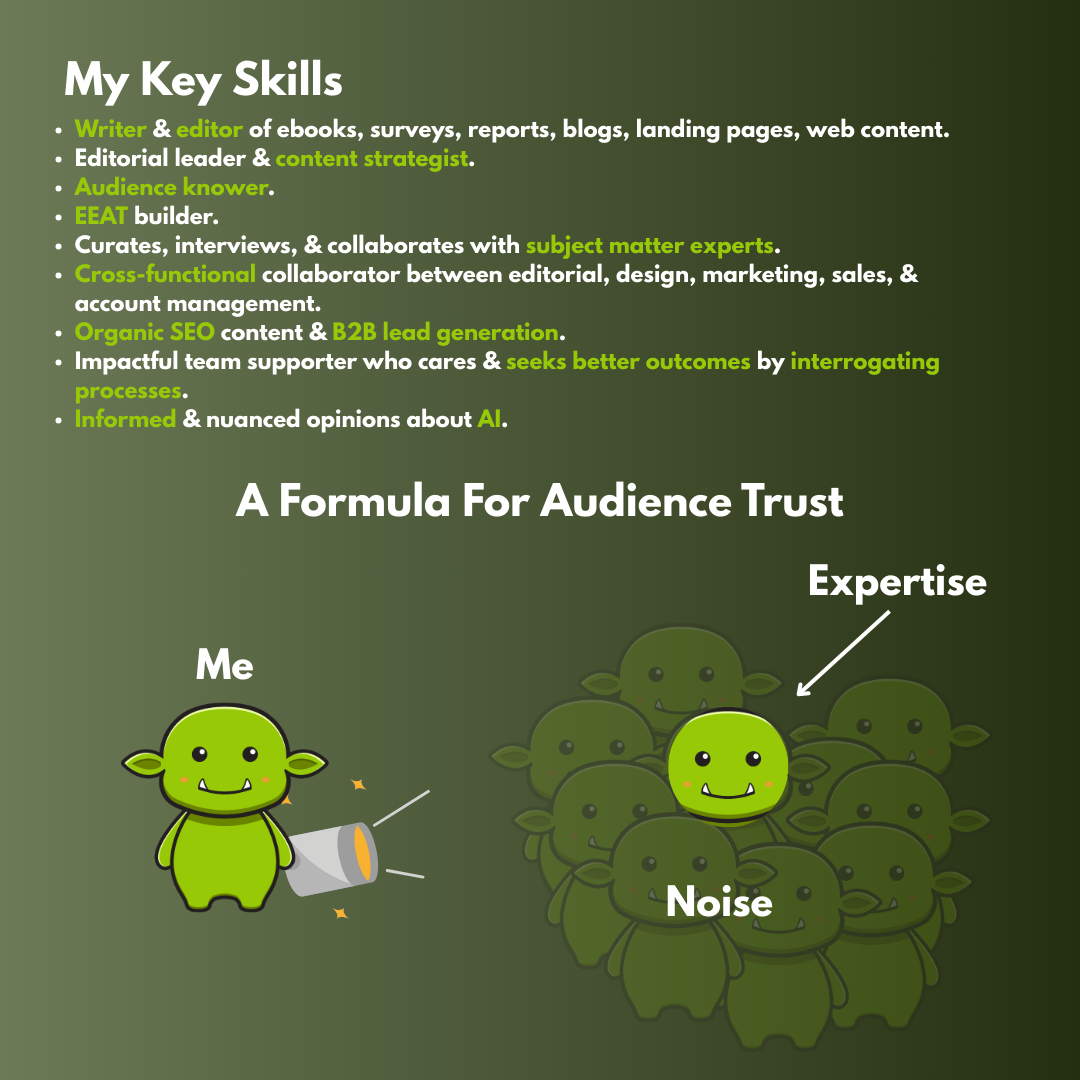 My Key Skills
• Writer & editor of ebooks, surveys, reports, blogs, landing pages, web content.
• Editorial leader & content strategist.
• Audience knower.
• EEAT builder.
• Curates, interviews, & collaborates with subject matter experts.
• Cross-functional collaborator between editorial, design, marketing, sales, &
account management.
• Organic SEO content & B2B lead generation.
• Impactful team supporter who cares & seeks better outcomes by interrogating
processes.
• Informed & nuanced opinions about AI.
A Formula For Audience Trust
Expertise
Me
Noise